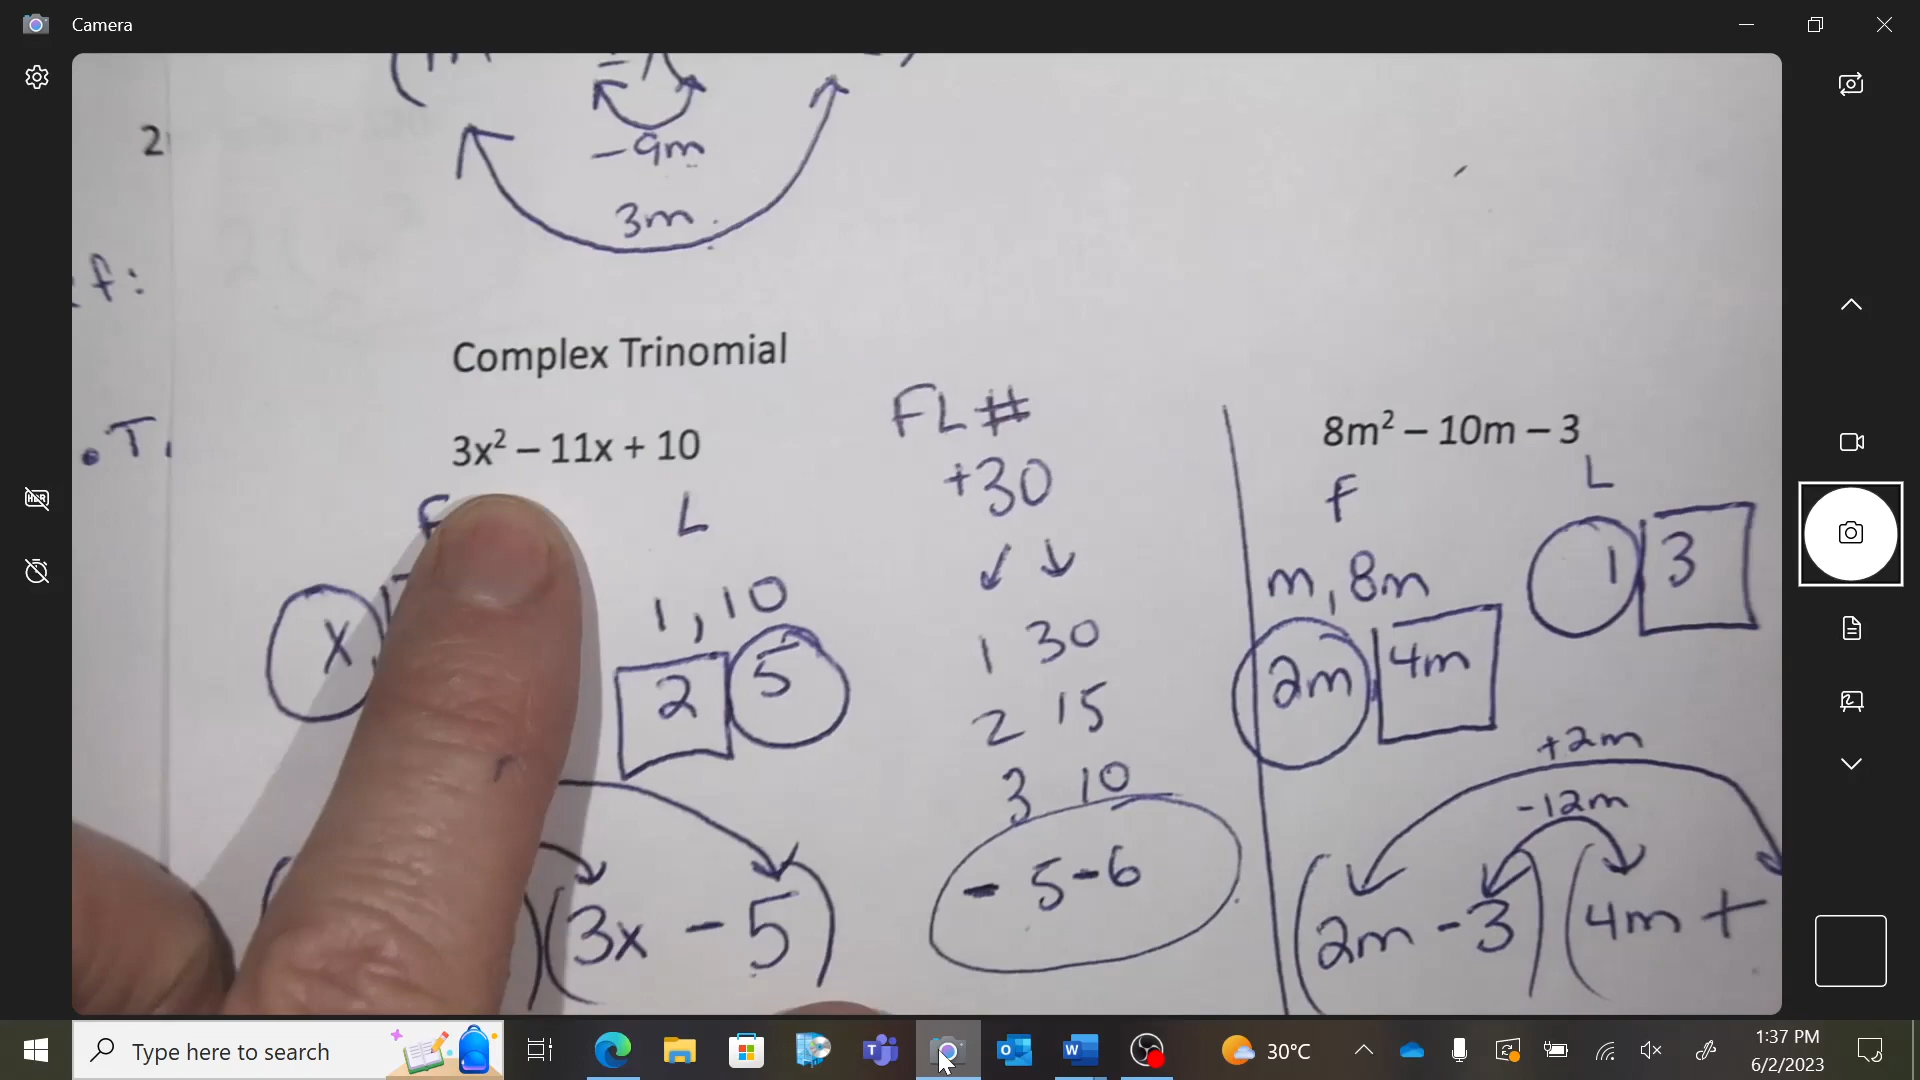 Camera
2
-9m
3m
f:
Complex Trinomial
FL #
3x² – 11x + 10
8m² – 10m – 3
.T.
+30
F
L
F
L
1, 10
m, 8m
1 3
x,
2 5
1 30
2m, 4m
2 15
+2m
3 10
-12m
- 5 - 6
(3x - 5)
(2m - 3) (4m +
Type here to search
30°C
1:37 PM
6/2/2023